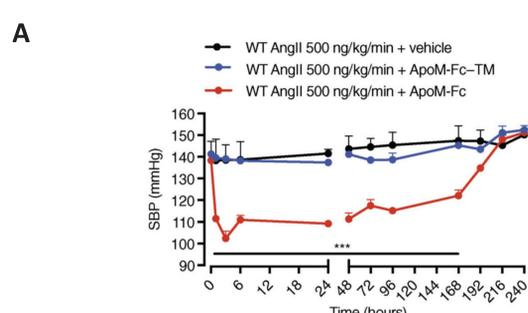 A
WT AngII 500 ng/kg/min + vehicle
WT AngII 500 ng/kg/min + ApoM-Fc–TM
WT AngII 500 ng/kg/min + ApoM-Fc
160
150
140
130
120
110
100
90
SBP (mmHg)
***
0 6 12 18 24 48 72 96 120 144 168 192 216 240
Time (hours)